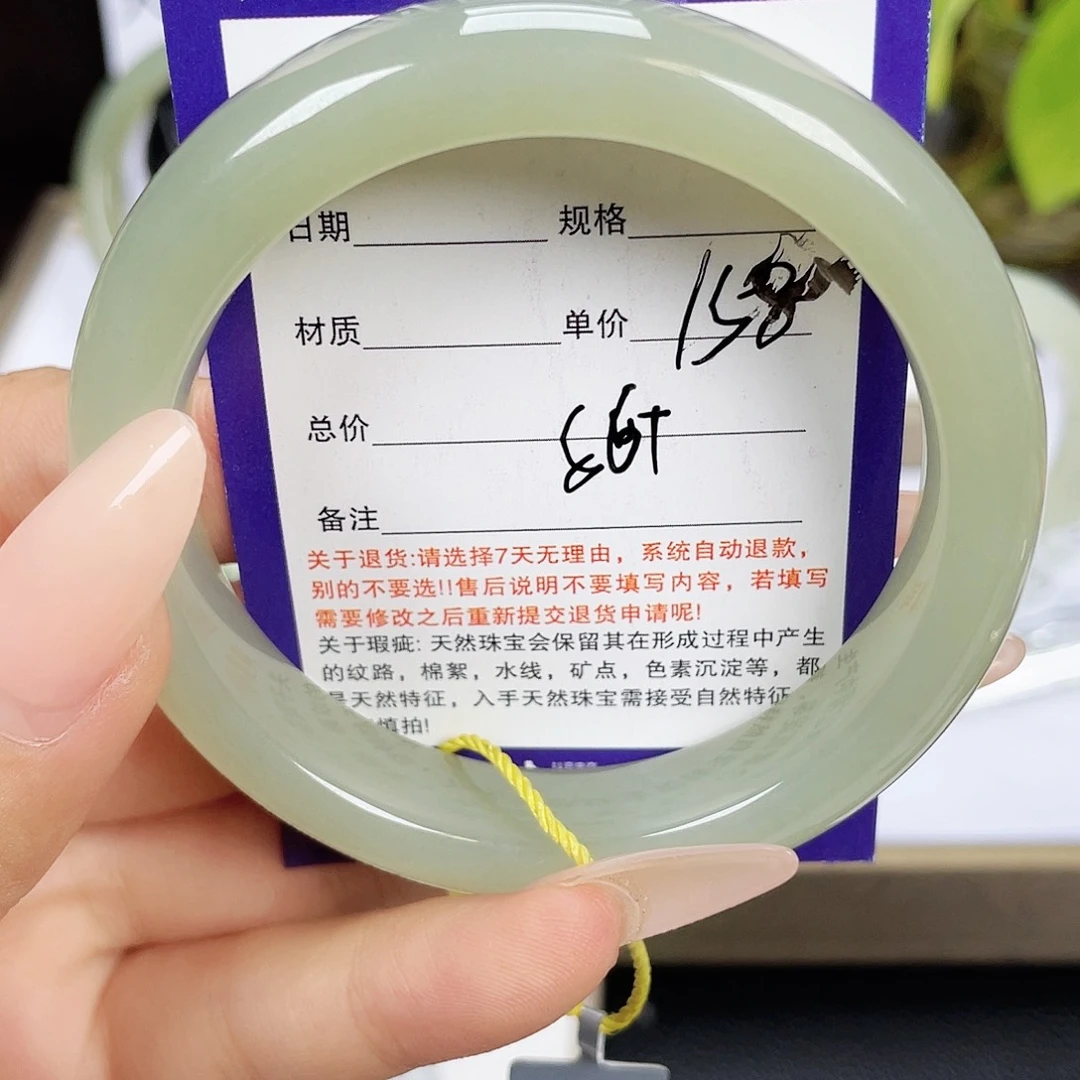 日期 规格
材质 单价 158
总价
备注
关于退货:请选择7天无理由，系统自动退款，
别的不要选!!售后说明不要填写内容，若填写
需要修改之后重新提交退货申请呢!
关于瑕疵: 天然珠宝会保留其在形成过程中产生
的纹路，棉絮，水线，矿点，色素沉淀等，都
是天然特征，入手天然珠宝需接受自然特征
慎拍!